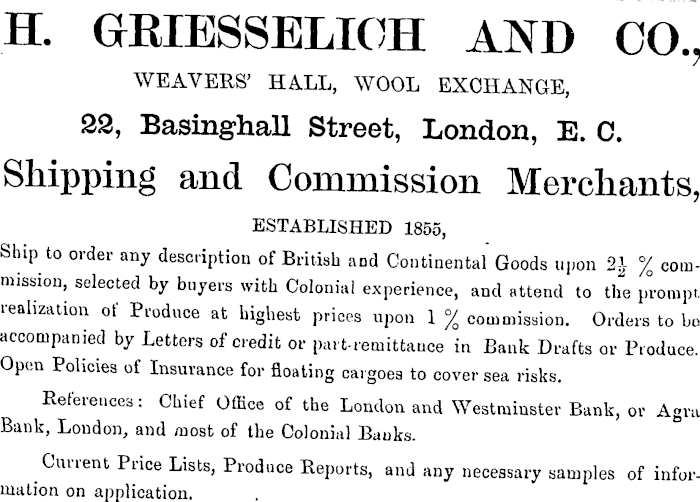 H. GRIESSELICH AND CO.,
WEAVERS' HALL, WOOL EXCHANGE,
22, Basinghall Street, London, E. C.
Shipping and Commission Merchants,
ESTABLISHED 1855,
Ship to order any description of British and Continental Goods upon 2½ % com-
mission, selected by buyers with Colonial experience, and attend to the prompt
realization of Produce at highest prices upon 1 % commission. Orders to be
accompanied by Letters of credit or part-remittance in Bank Drafts or Produce.
Open Policies of Insurance for floating cargoes to cover sea risks.
References: Chief Office of the London and Westminster Bank, or Agra
Bank, London, and most of the Colonial Banks.
Current Price Lists, Produce Reports, and any necessary samples of infor-
mation on application.